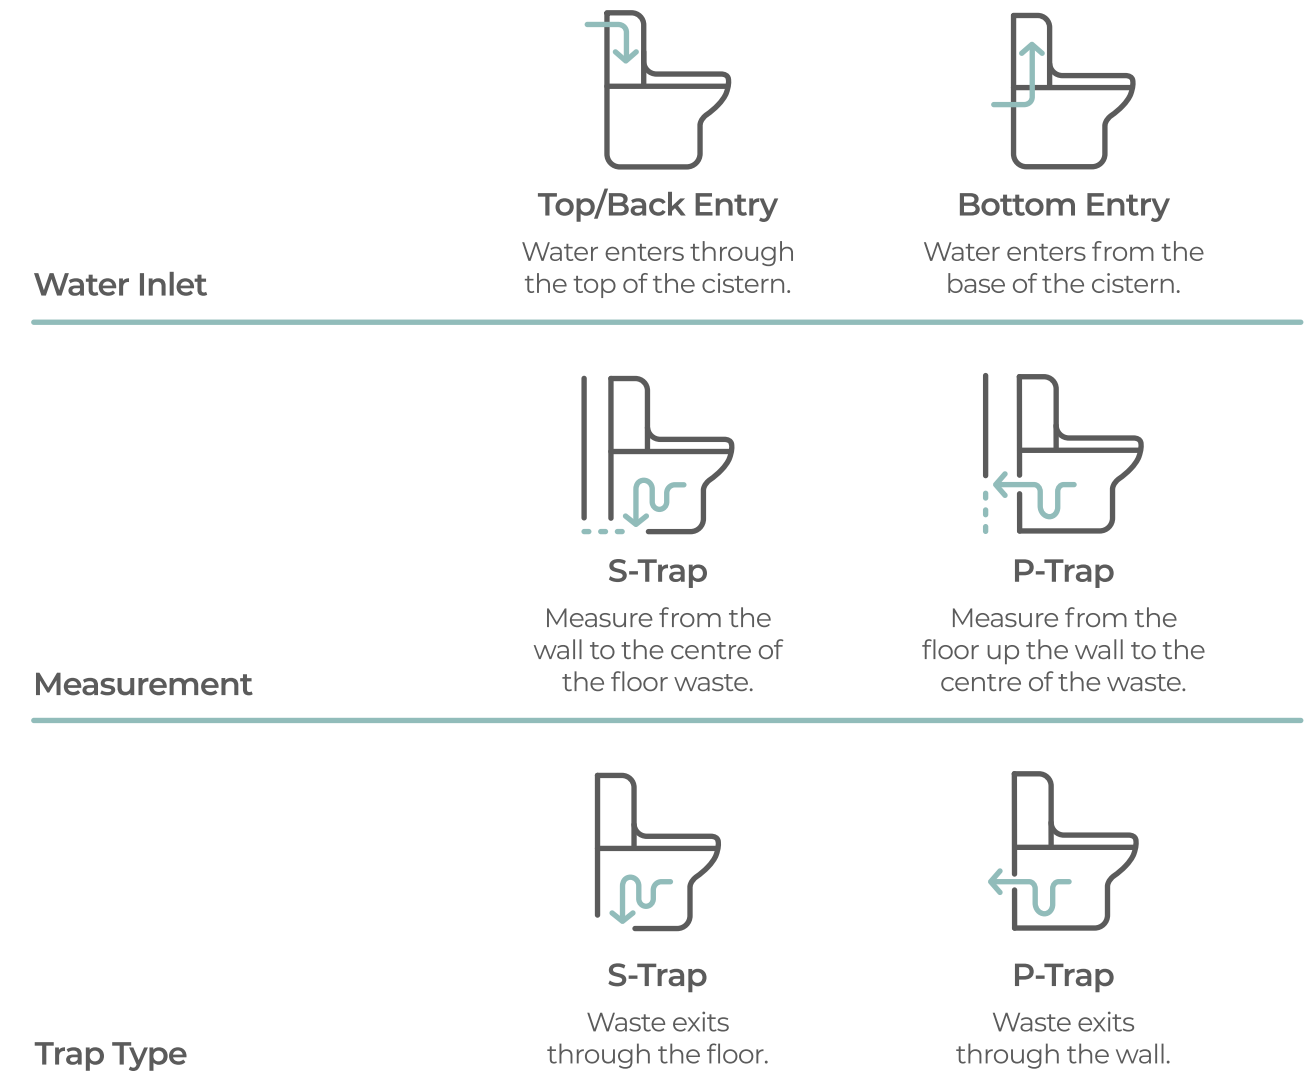 Top/Back Entry
Water enters through
the top of the cistern.
Bottom Entry
Water enters from the
base of the cistern.
Water Inlet
S-Trap
Measure from the
wall to the centre of
the floor waste.
P-Trap
Measure from the
floor up the wall to the
centre of the waste.
Measurement
S-Trap
Waste exits
through the floor.
P-Trap
Waste exits
through the wall.
Trap Type